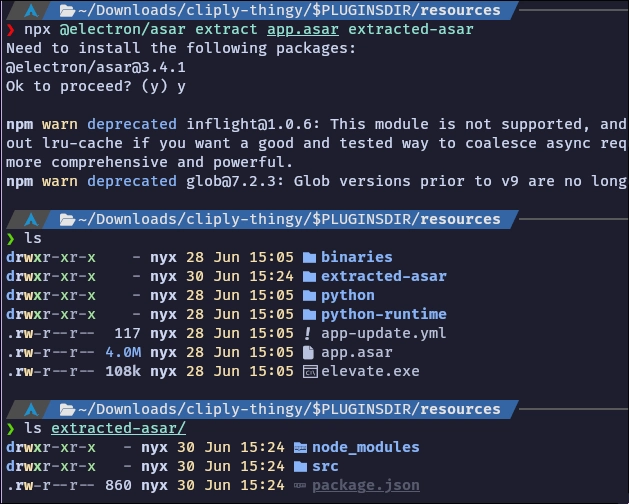 ~/Downloads/cliply-thingy/$PLUGINSDIR/resources
❯ npx @electron/asar extract app.asar extracted-asar
Need to install the following packages:
@electron/asar@3.4.1
Ok to proceed? (y) y
npm warn deprecated inflight@1.0.6: This module is not supported, and
out lru-cache if you want a good and tested way to coalesce async req
more comprehensive and powerful.
npm warn deprecated glob@7.2.3: Glob versions prior to v9 are no long
~/Downloads/cliply-thingy/$PLUGINSDIR/resources
❯ ls
drwxr-xr-x    - nyx 28 Jun 15:05 binaries
drwxr-xr-x    - nyx 30 Jun 15:24 extracted-asar
drwxr-xr-x    - nyx 28 Jun 15:05 python
drwxr-xr-x    - nyx 28 Jun 15:05 python-runtime
.rw-r--r--  117 nyx 28 Jun 15:05 ! app-update.yml
.rw-r--r-- 4.0M nyx 28 Jun 15:05 app.asar
.rw-r--r-- 108k nyx 28 Jun 15:05 elevate.exe
~/Downloads/cliply-thingy/$PLUGINSDIR/resources
❯ ls extracted-asar/
drwxr-xr-x   - nyx 30 Jun 15:24 node_modules
drwxr-xr-x   - nyx 30 Jun 15:24 src
.rw-r--r-- 860 nyx 30 Jun 15:24 package.json